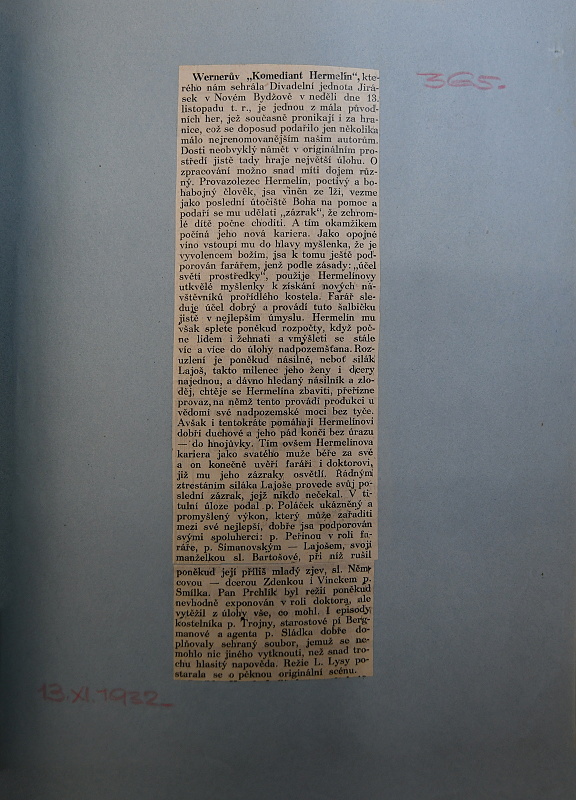 365.
Wernerův „Komediant Hermelín“, kte-
rého nám sehrála Divadelní jednota Jirá-
sek v Novém Bydžově v neděli dne 13.
listopadu t. r., je jednou z mála původ-
ních her, jež současně pronikají i za hra-
nice, což se doposud podařilo jen několika
málo nejrenomovanějším našim autorům.
Dosti neobvyklý námět v originálním pro-
středí jistě tady hraje největší úlohu. O
zpracování možno snad míti dojem růz-
ný. Provazolezec Hermelín, poctivý a bo-
habojný člověk, jsa viněn ze lži, vezme
jako poslední útočiště Boha na pomoc a
podaří se mu udělati „zázrak“, že zchrom-
lé dítě počne choditi. A tím okamžikem
počíná jeho nová kariera. Jako opojné
víno vstoupí mu do hlavy myšlenka, že je
vyvolencem božím, jsa k tomu ještě pod-
porován farářem, jenž podle zásady: „účel
světí prostředky“, použije Hermelínovy
utkvělé myšlenky k získání nových ná-
vštěvníků prořídlého kostela. Farář sle-
duje účel dobrý a provádí tuto šalbičku
jistě v nejlepším úmyslu. Hermelín mu
však splete poněkud rozpočty, když poč-
ne lidem i žehnati a vmýšleti se stále
víc a více do úlohy nadpozemšťana. Roz-
uzlení je poněkud násilné, neboť silák
Lajoš, takto milenec jeho ženy i dcery
najednou, a dávno hledaný násilník a zlo-
děj, chtěje se Hermelína zbaviti, přeřízne
provaz, na němž tento provádí produkci u
vědomí své nadpozemské moci bez tyče.
Avšak i tentokráte pomáhají Hermelínovi
dobří duchové a jeho pád končí bez úrazu
— do hnojůvky. Tím ovšem Hermelínova
kariera jako svatého muže béře za své
a on konečně uvěří faráři i doktorovi,
již mu jeho zázraky osvětlí. Řádným
ztrestáním siláka Lajoše provede svůj po-
slední zázrak, jejž nikdo nečekal. V ti-
tulní úloze podal p. Poláček ukázněný a
promyšlený výkon, který může zařaditi
mezi své nejlepší, dobře jsa podporován
svými spoluherci: p. Peřinou v roli fa-
ráře, p. Šimanovským — Lajošem, svojí
manželkou sl. Bartošové, při níž rušil
poněkud její příliš mladý zjev, sl. Něm-
covou — dcerou Zdenkou i Vinckem p.
Smílka. Pan Prchlík byl režií poněkud
nevhodně exponován v roli doktora, ale
vytěžil z úlohy vše, co mohl. I episody
kostelníka p. Trojny, starostové pí Berg-
manové a agenta p. Sládka dobře do-
plňovaly sehraný soubor, jemuž se ne-
mohlo nic jiného vytknouti, než snad tro-
chu hlasitý napověda. Režie L. Lysy po-
starala se o pěknou originální scénu.
13.XI.1932